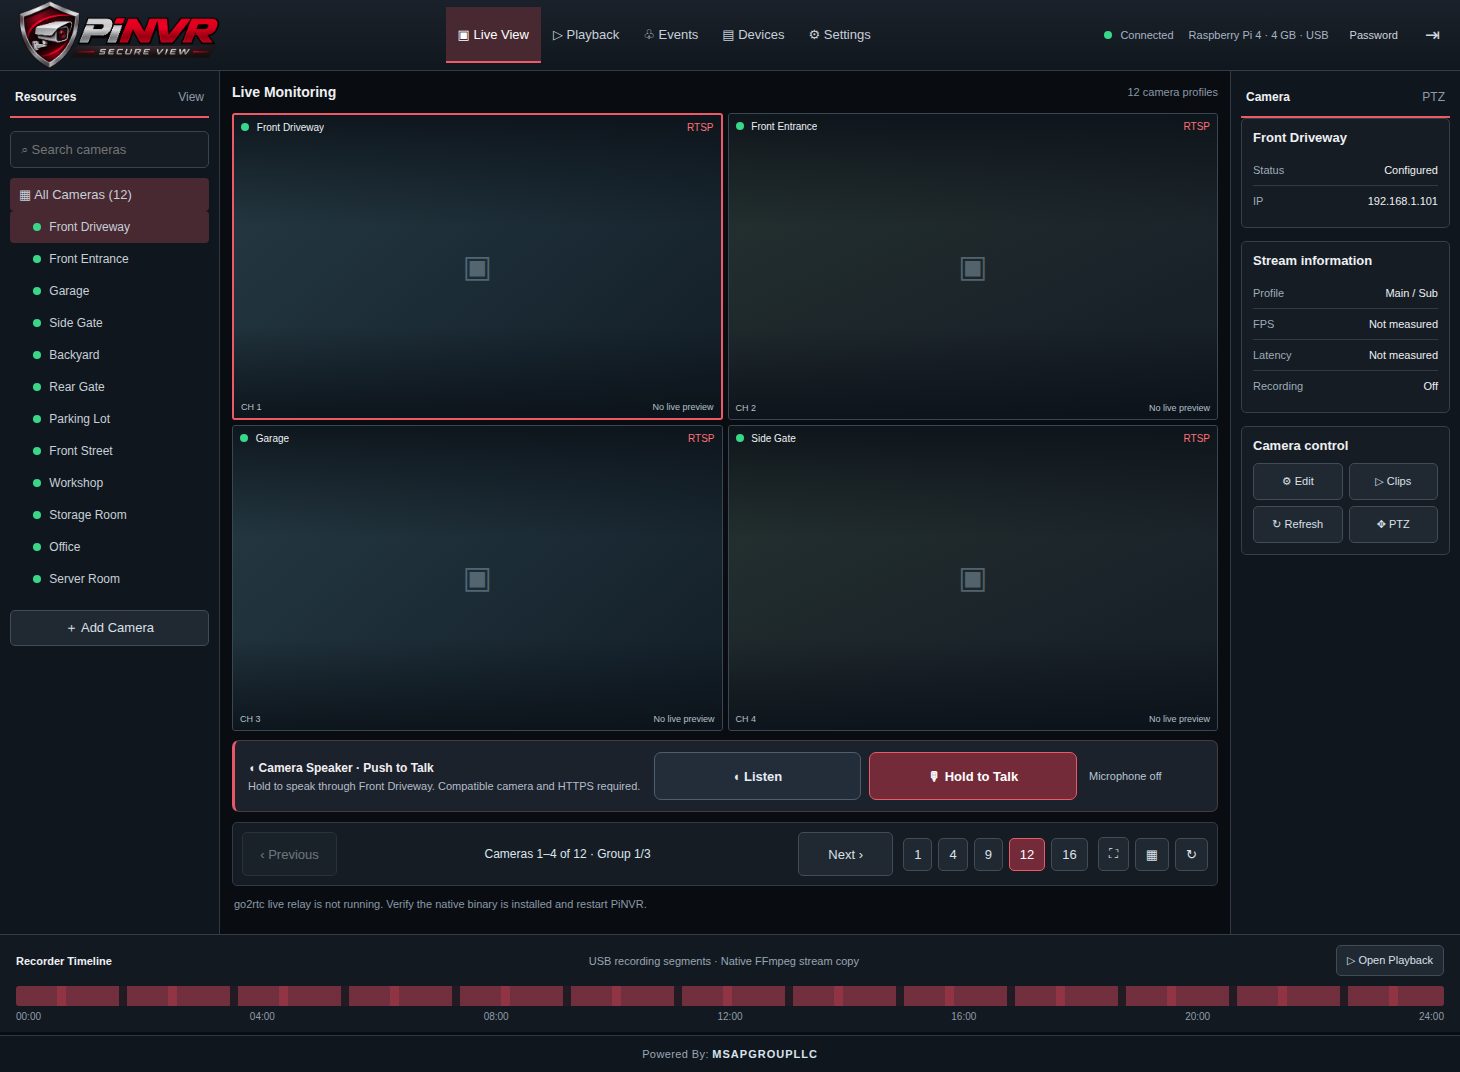 PiNVR
SECURE VIEW
Live View
Playback
Events
Devices
Settings
Connected
Raspberry Pi 4 · 4 GB · USB
Password
Resources
View
Search cameras
All Cameras (12)
Front Driveway
Front Entrance
Garage
Side Gate
Backyard
Rear Gate
Parking Lot
Front Street
Workshop
Storage Room
Office
Server Room
+ Add Camera
Live Monitoring
12 camera profiles
Front Driveway
RTSP
CH 1
No live preview
Front Entrance
RTSP
CH 2
No live preview
Garage
RTSP
CH 3
No live preview
Side Gate
RTSP
CH 4
No live preview
Camera Speaker · Push to Talk
Hold to speak through Front Driveway. Compatible camera and HTTPS required.
Listen
Hold to Talk
Microphone off
‹ Previous
Cameras 1–4 of 12 · Group 1/3
Next ›
1
4
9
12
16
go2rtc live relay is not running. Verify the native binary is installed and restart PiNVR.
Camera
PTZ
Front Driveway
Status Configured
IP 192.168.1.101
Stream information
Profile Main / Sub
FPS Not measured
Latency Not measured
Recording Off
Camera control
Edit
Clips
Refresh
PTZ
Recorder Timeline
USB recording segments · Native FFmpeg stream copy
Open Playback
00:00 04:00 08:00 12:00 16:00 20:00 24:00
Powered By: MSAPGROUPLLC